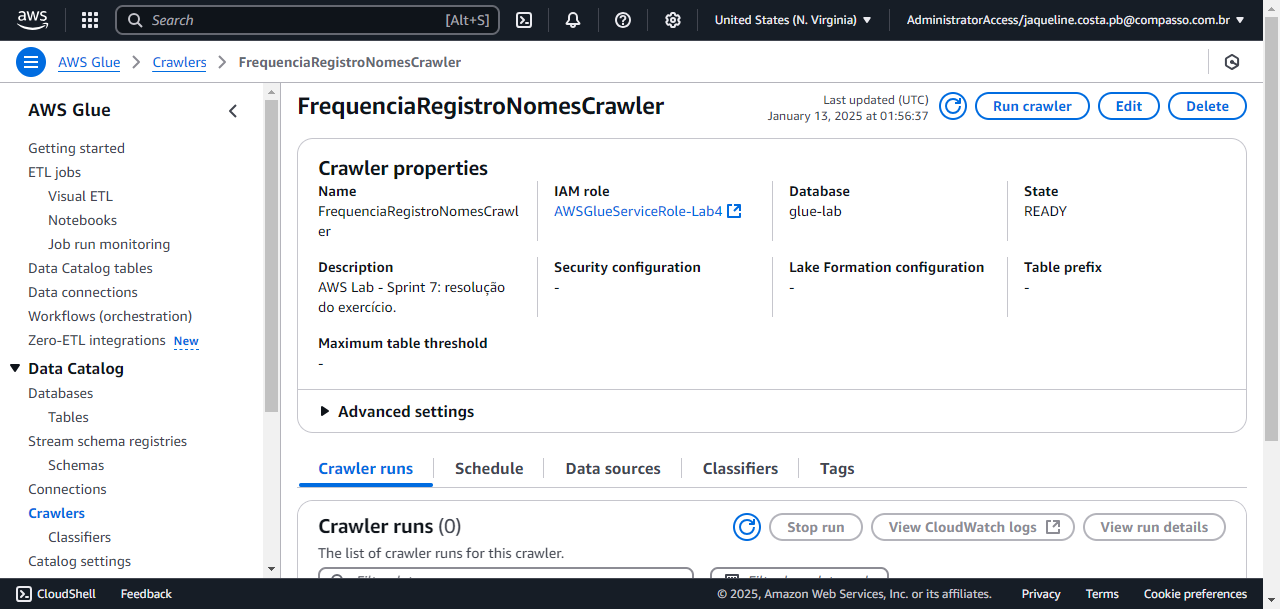 aws
Search [Alt+S]
United States (N. Virginia)
AdministratorAccess/jaqueline.costa.pb@compasso.com.br
AWS Glue
Crawlers
FrequenciaRegistroNomesCrawler
AWS Glue
Getting started
ETL jobs
Visual ETL
Notebooks
Job run monitoring
Data Catalog tables
Data connections
Workflows (orchestration)
Zero-ETL integrations New
Data Catalog
Databases
Tables
Stream schema registries
Schemas
Connections
Crawlers
Classifiers
Catalog settings
FrequenciaRegistroNomesCrawler
Last updated (UTC)
January 13, 2025 at 01:56:37
Run crawler
Edit
Delete
Crawler properties
Name
FrequenciaRegistroNomesCrawl
er
IAM role
AWSGlueServiceRole-Lab4
Database
glue-lab
State
READY
Description
AWS Lab - Sprint 7: resolução
do exercício.
Security configuration
-
Lake Formation configuration
-
Table prefix
-
Maximum table threshold
-
Advanced settings
Crawler runs
Schedule
Data sources
Classifiers
Tags
Crawler runs (0)
Stop run
View CloudWatch logs
View run details
The list of crawler runs for this crawler.
CloudShell
Feedback
© 2025, Amazon Web Services, Inc. or its affiliates.
Privacy
Terms
Cookie preferences